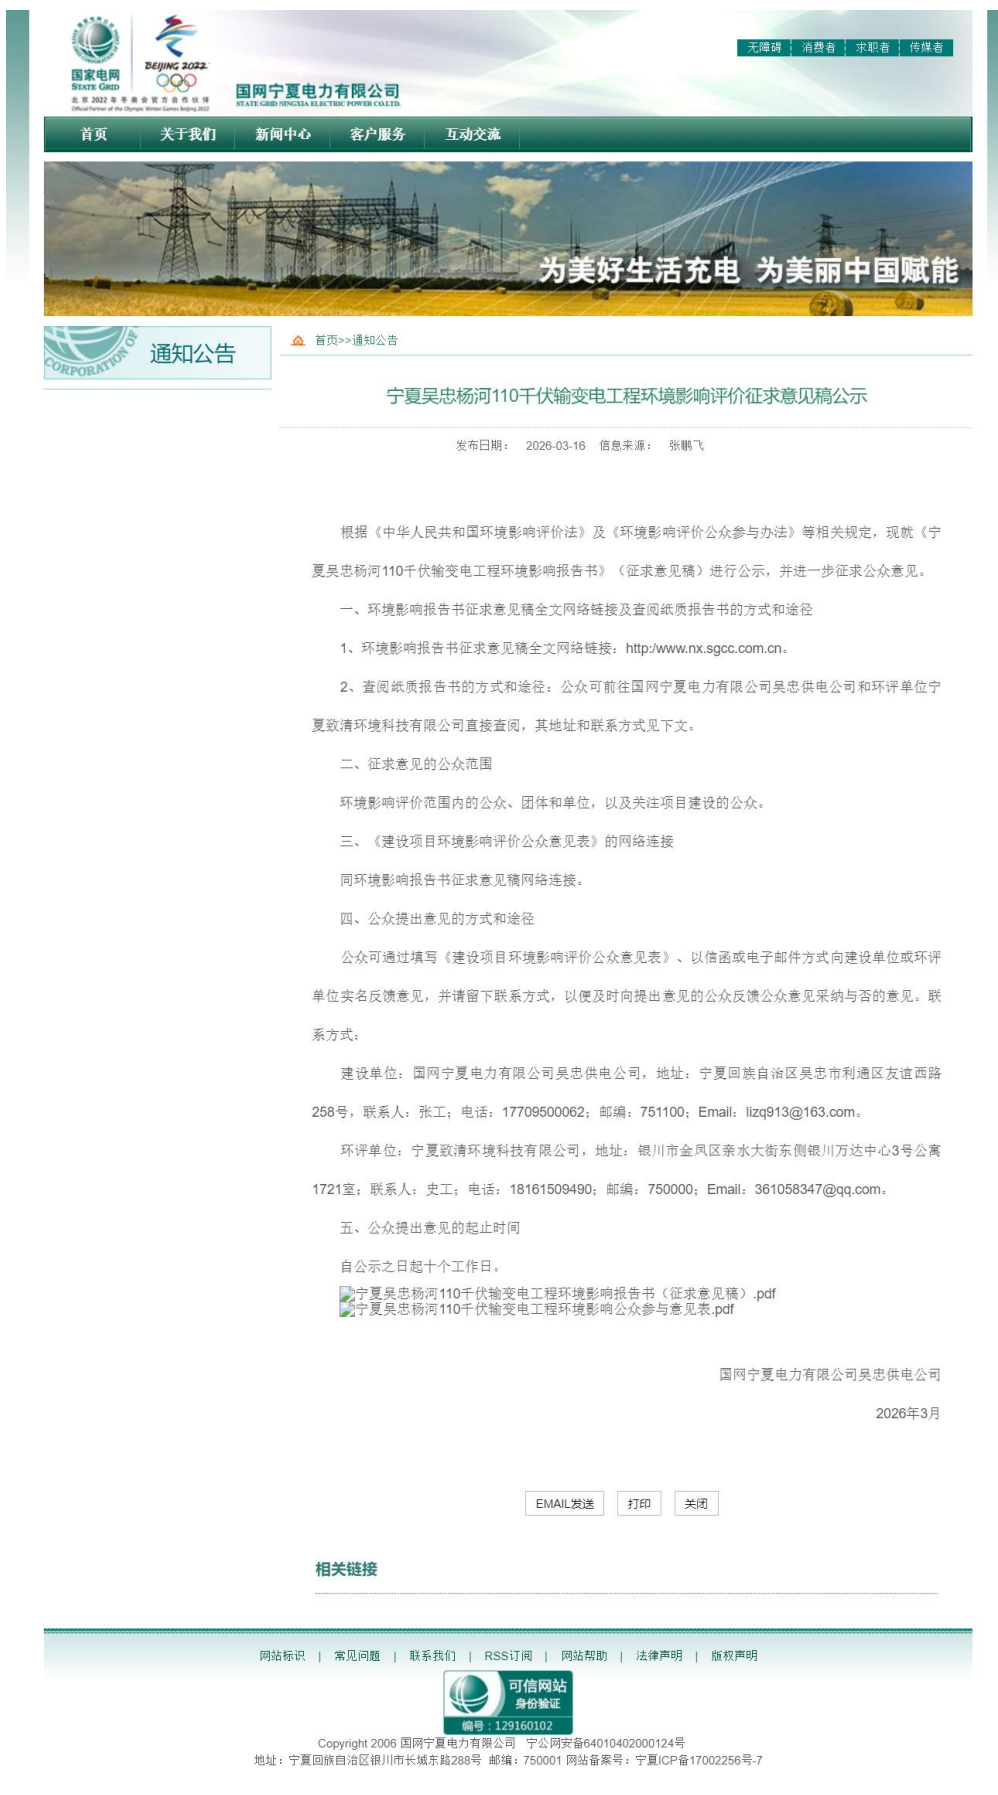 国家电网
STATE GRID
BEIJING 2022
北京2022年冬奥会官方合作伙伴
Official Partner of the Olympic Winter Games Beijing 2022
国网宁夏电力有限公司
STATE GRID NINGXIA ELECTRIC POWER CO.LTD.
无障碍 消费者 求职者 传媒者
首页 关于我们 新闻中心 客户服务 互动交流
为美好生活充电 为美丽中国赋能
CORPORATION OF
通知公告
首页>>通知公告
宁夏吴忠杨河110千伏输变电工程环境影响评价征求意见稿公示
发布日期： 2026-03-16 信息来源： 张鹏飞
根据《中华人民共和国环境影响评价法》及《环境影响评价公众参与办法》等相关规定，现就《宁
夏吴忠杨河110千伏输变电工程环境影响报告书》（征求意见稿）进行公示，并进一步征求公众意见。
一、环境影响报告书征求意见稿全文网络链接及查阅纸质报告书的方式和途径
1、环境影响报告书征求意见稿全文网络链接：http:/www.nx.sgcc.com.cn。
2、查阅纸质报告书的方式和途径：公众可前往国网宁夏电力有限公司吴忠供电公司和环评单位宁
夏致清环境科技有限公司直接查阅，其地址和联系方式见下文。
二、征求意见的公众范围
环境影响评价范围内的公众、团体和单位，以及关注项目建设的公众。
三、《建设项目环境影响评价公众意见表》的网络连接
同环境影响报告书征求意见稿网络连接。
四、公众提出意见的方式和途径
公众可通过填写《建设项目环境影响评价公众意见表》、以信函或电子邮件方式向建设单位或环评
单位实名反馈意见，并请留下联系方式，以便及时向提出意见的公众反馈公众意见采纳与否的意见。联
系方式：
建设单位：国网宁夏电力有限公司吴忠供电公司，地址：宁夏回族自治区吴忠市利通区友谊西路
258号，联系人：张工；电话：17709500062；邮编：751100；Email：lizq913@163.com。
环评单位：宁夏致清环境科技有限公司，地址：银川市金凤区亲水大街东侧银川万达中心3号公寓
1721室；联系人：史工；电话：18161509490；邮编：750000；Email：361058347@qq.com。
五、公众提出意见的起止时间
自公示之日起十个工作日。
宁夏吴忠杨河110千伏输变电工程环境影响报告书（征求意见稿）.pdf
宁夏吴忠杨河110千伏输变电工程环境影响公众参与意见表.pdf
国网宁夏电力有限公司吴忠供电公司
2026年3月
EMAIL发送 打印 关闭
相关链接
网站标识 | 常见问题 | 联系我们 | RSS订阅 | 网站帮助 | 法律声明 | 版权声明
可信网站
身份验证
编号：129160102
Copyright 2006 国网宁夏电力有限公司 宁公网安备64010402000124号
地址：宁夏回族自治区银川市长城东路288号 邮编：750001 网站备案号：宁夏ICP备17002256号-7